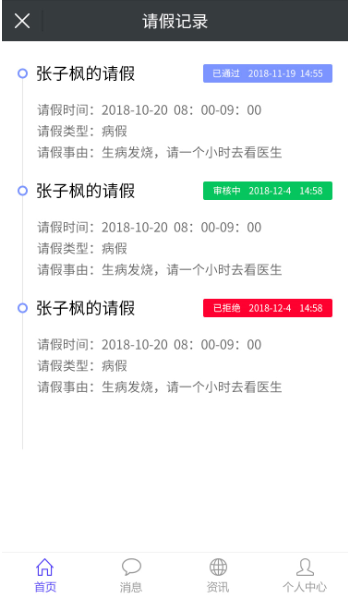 请假记录
张子枫的请假 已通过 2018-11-19 14:55
请假时间：2018-10-20 08：00-09：00
请假类型：病假
请假事由：生病发烧，请一个小时去看医生
张子枫的请假 审核中 2018-12-4 14:58
请假时间：2018-10-20 08：00-09：00
请假类型：病假
请假事由：生病发烧，请一个小时去看医生
张子枫的请假 已拒绝 2018-12-4 14:58
请假时间：2018-10-20 08：00-09：00
请假类型：病假
请假事由：生病发烧，请一个小时去看医生
首页 消息 资讯 个人中心